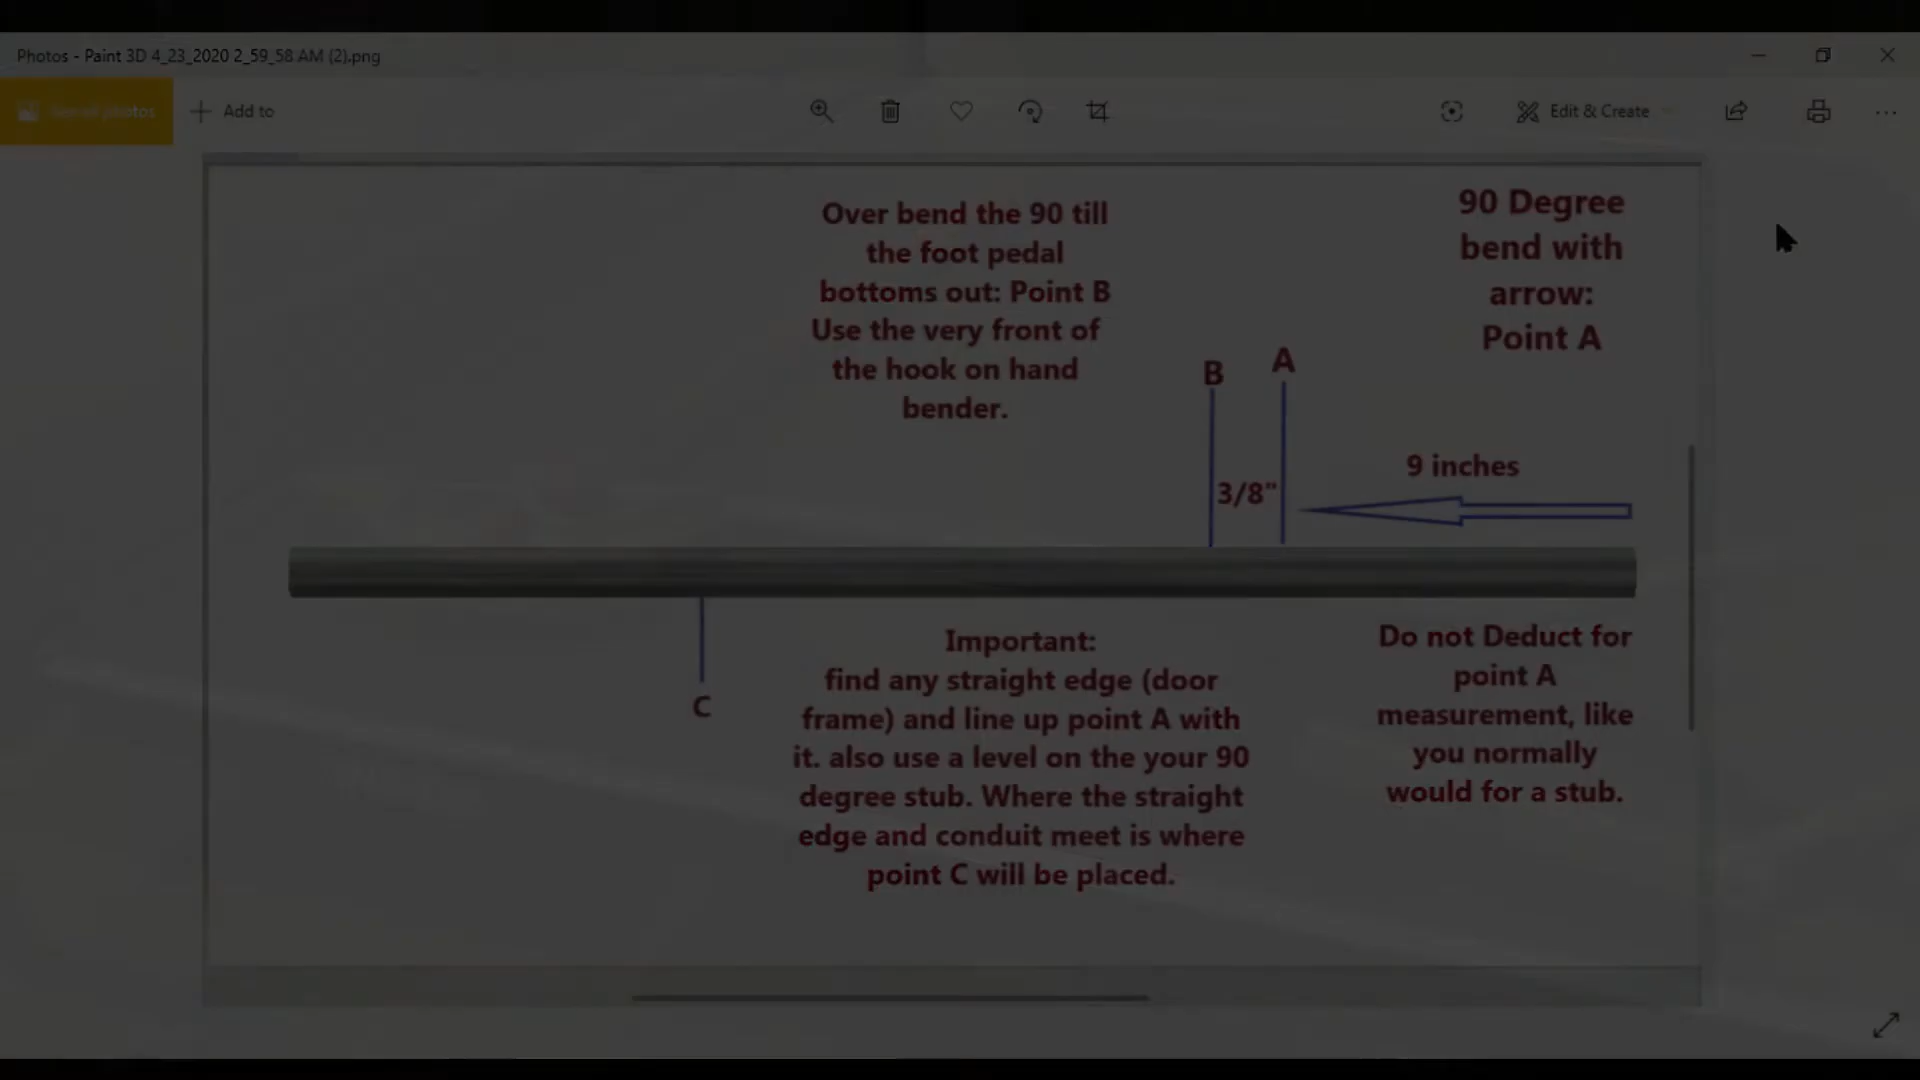 Photos - Paint 3D 4_23_2020 2_59_58 AM (2).png
See all photos
Add to
Edit & Create
Over bend the 90 till
the foot pedal
bottoms out: Point B
Use the very front of
the hook on hand
bender.
90 Degree
bend with
arrow:
Point A
B
A
9 inches
3/8"
C
Important:
find any straight edge (door
frame) and line up point A with
it. also use a level on the your 90
degree stub. Where the straight
edge and conduit meet is where
point C will be placed.
Do not Deduct for
point A
measurement, like
you normally
would for a stub.